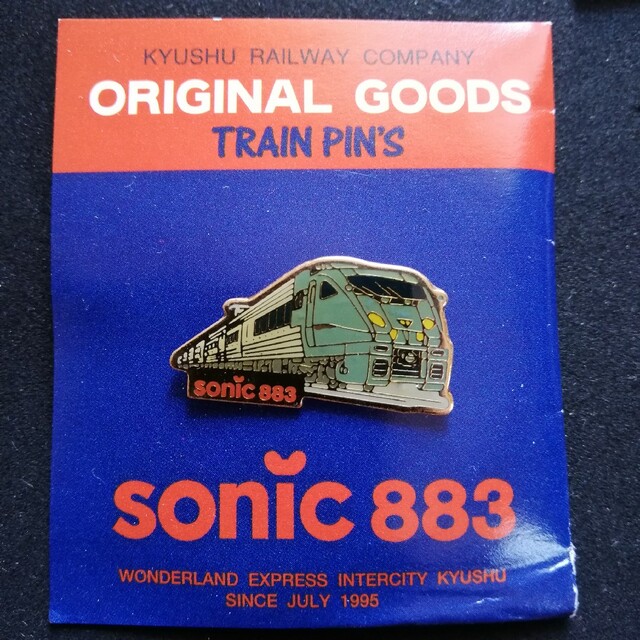 KYUSHU RAILWAY COMPANY
ORIGINAL GOODS
TRAIN PIN'S
sonic 883
sonic 883
WONDERLAND EXPRESS INTERCITY KYUSHU
SINCE JULY 1995